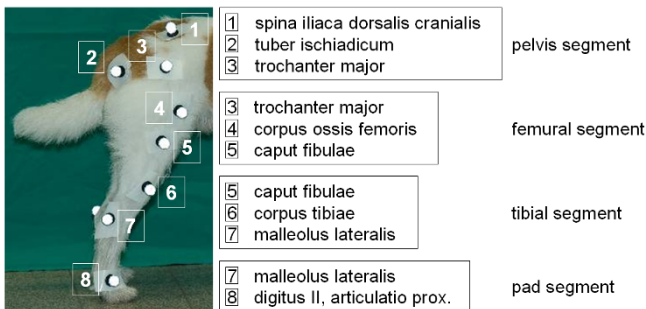 1
2
3
4
5
6
7
8
1 spina iliaca dorsalis cranialis
2 tuber ischiadicum
3 trochanter major
pelvis segment
3 trochanter major
4 corpus ossis femoris
5 caput fibulae
femural segment
5 caput fibulae
6 corpus tibiae
7 malleolus lateralis
tibial segment
7 malleolus lateralis
8 digitus II, articulatio prox.
pad segment